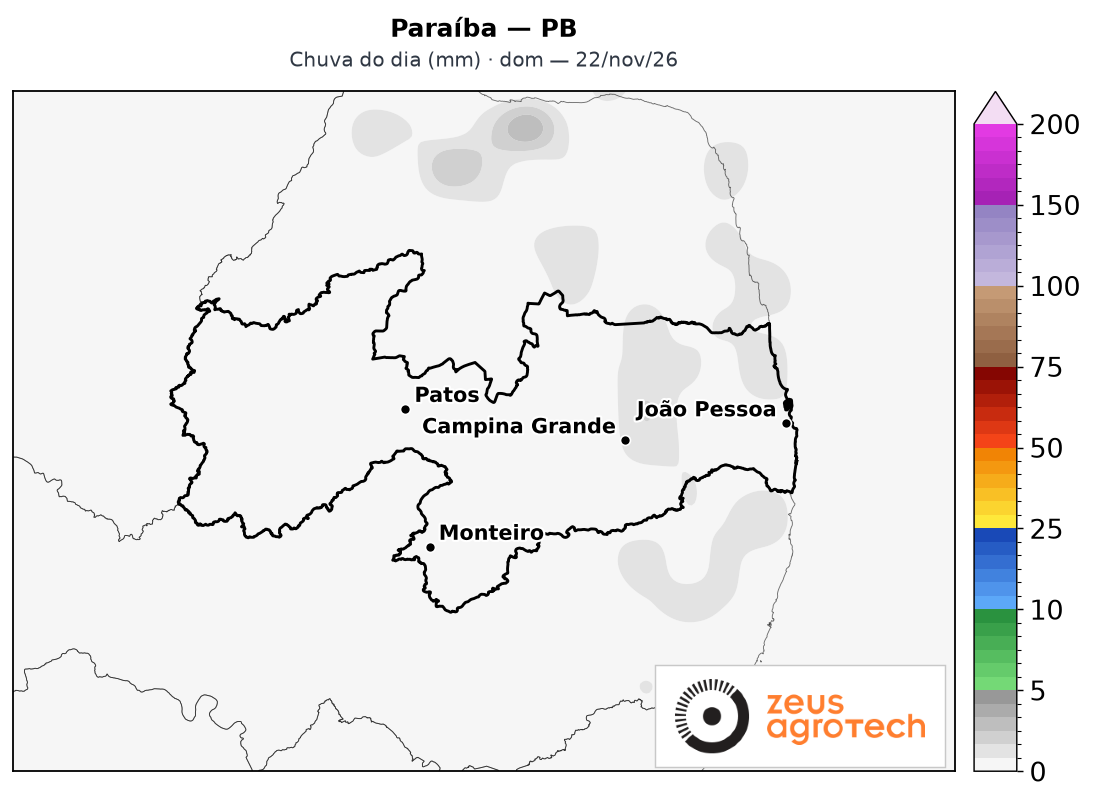 Paraíba — PB
Chuva do dia (mm) · dom — 22/nov/26
200
150
100
75
50
25
10
5
0
Patos
João Pessoa
Campina Grande
Monteiro
zeus
agrotech